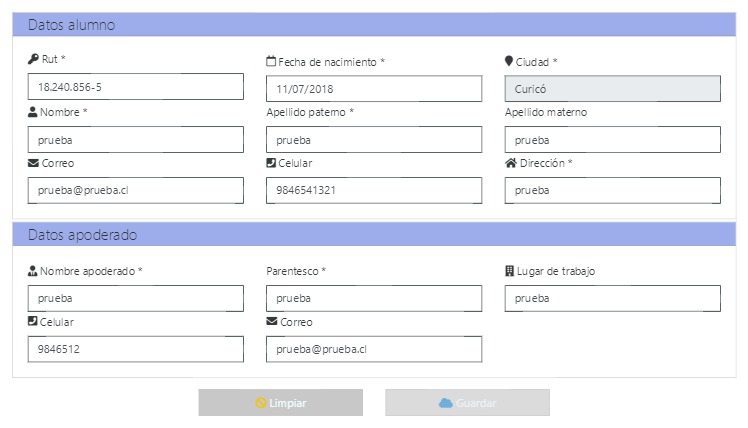 Datos alumno
Rut *
Fecha de nacimiento *
Ciudad *
18.240.856-5
11/07/2018
Curicó
Nombre *
Apellido paterno *
Apellido materno
prueba
prueba
prueba
Correo
Celular
Dirección *
prueba@prueba.cl
9846541321
prueba
Datos apoderado
Nombre apoderado *
Parentesco *
Lugar de trabajo
prueba
prueba
prueba
Celular
Correo
9846512
prueba@prueba.cl
Limpiar
Guardar